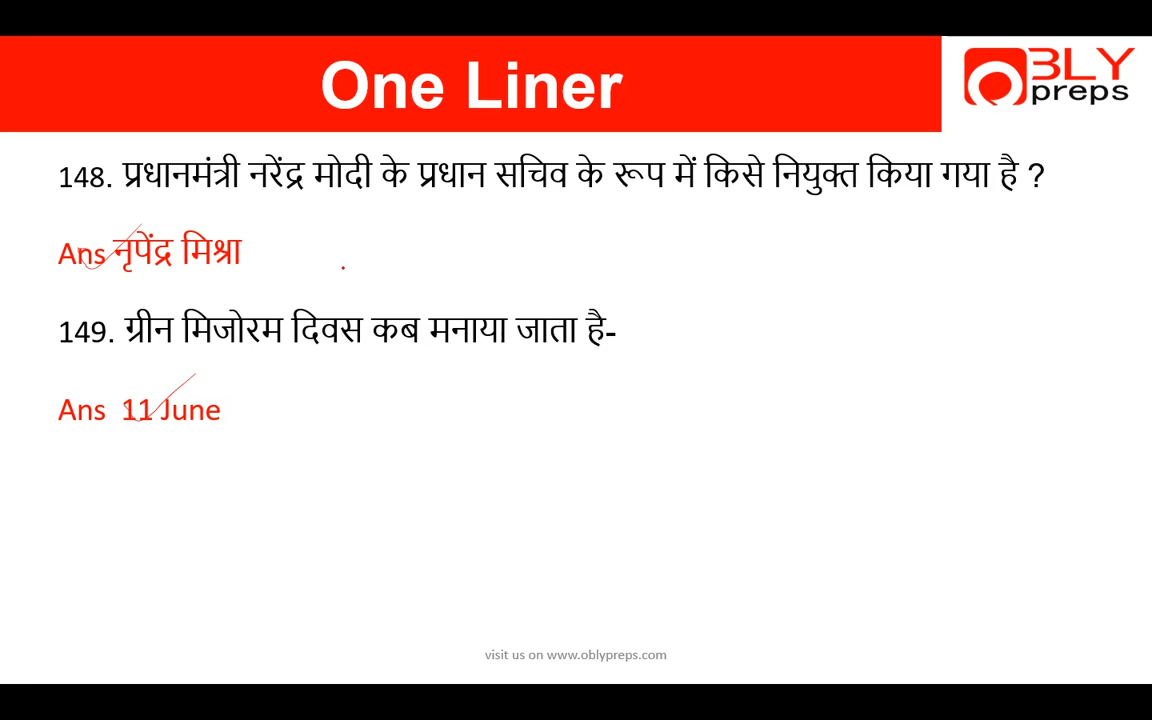 One Liner
BLY
preps
148. प्रधानमंत्री नरेंद्र मोदी के प्रधान सचिव के रूप में किसे नियुक्त किया गया है ?
Ans नृपेंद्र मिश्रा
149. ग्रीन मिजोरम दिवस कब मनाया जाता है-
Ans 11 June
visit us on www.oblypreps.com